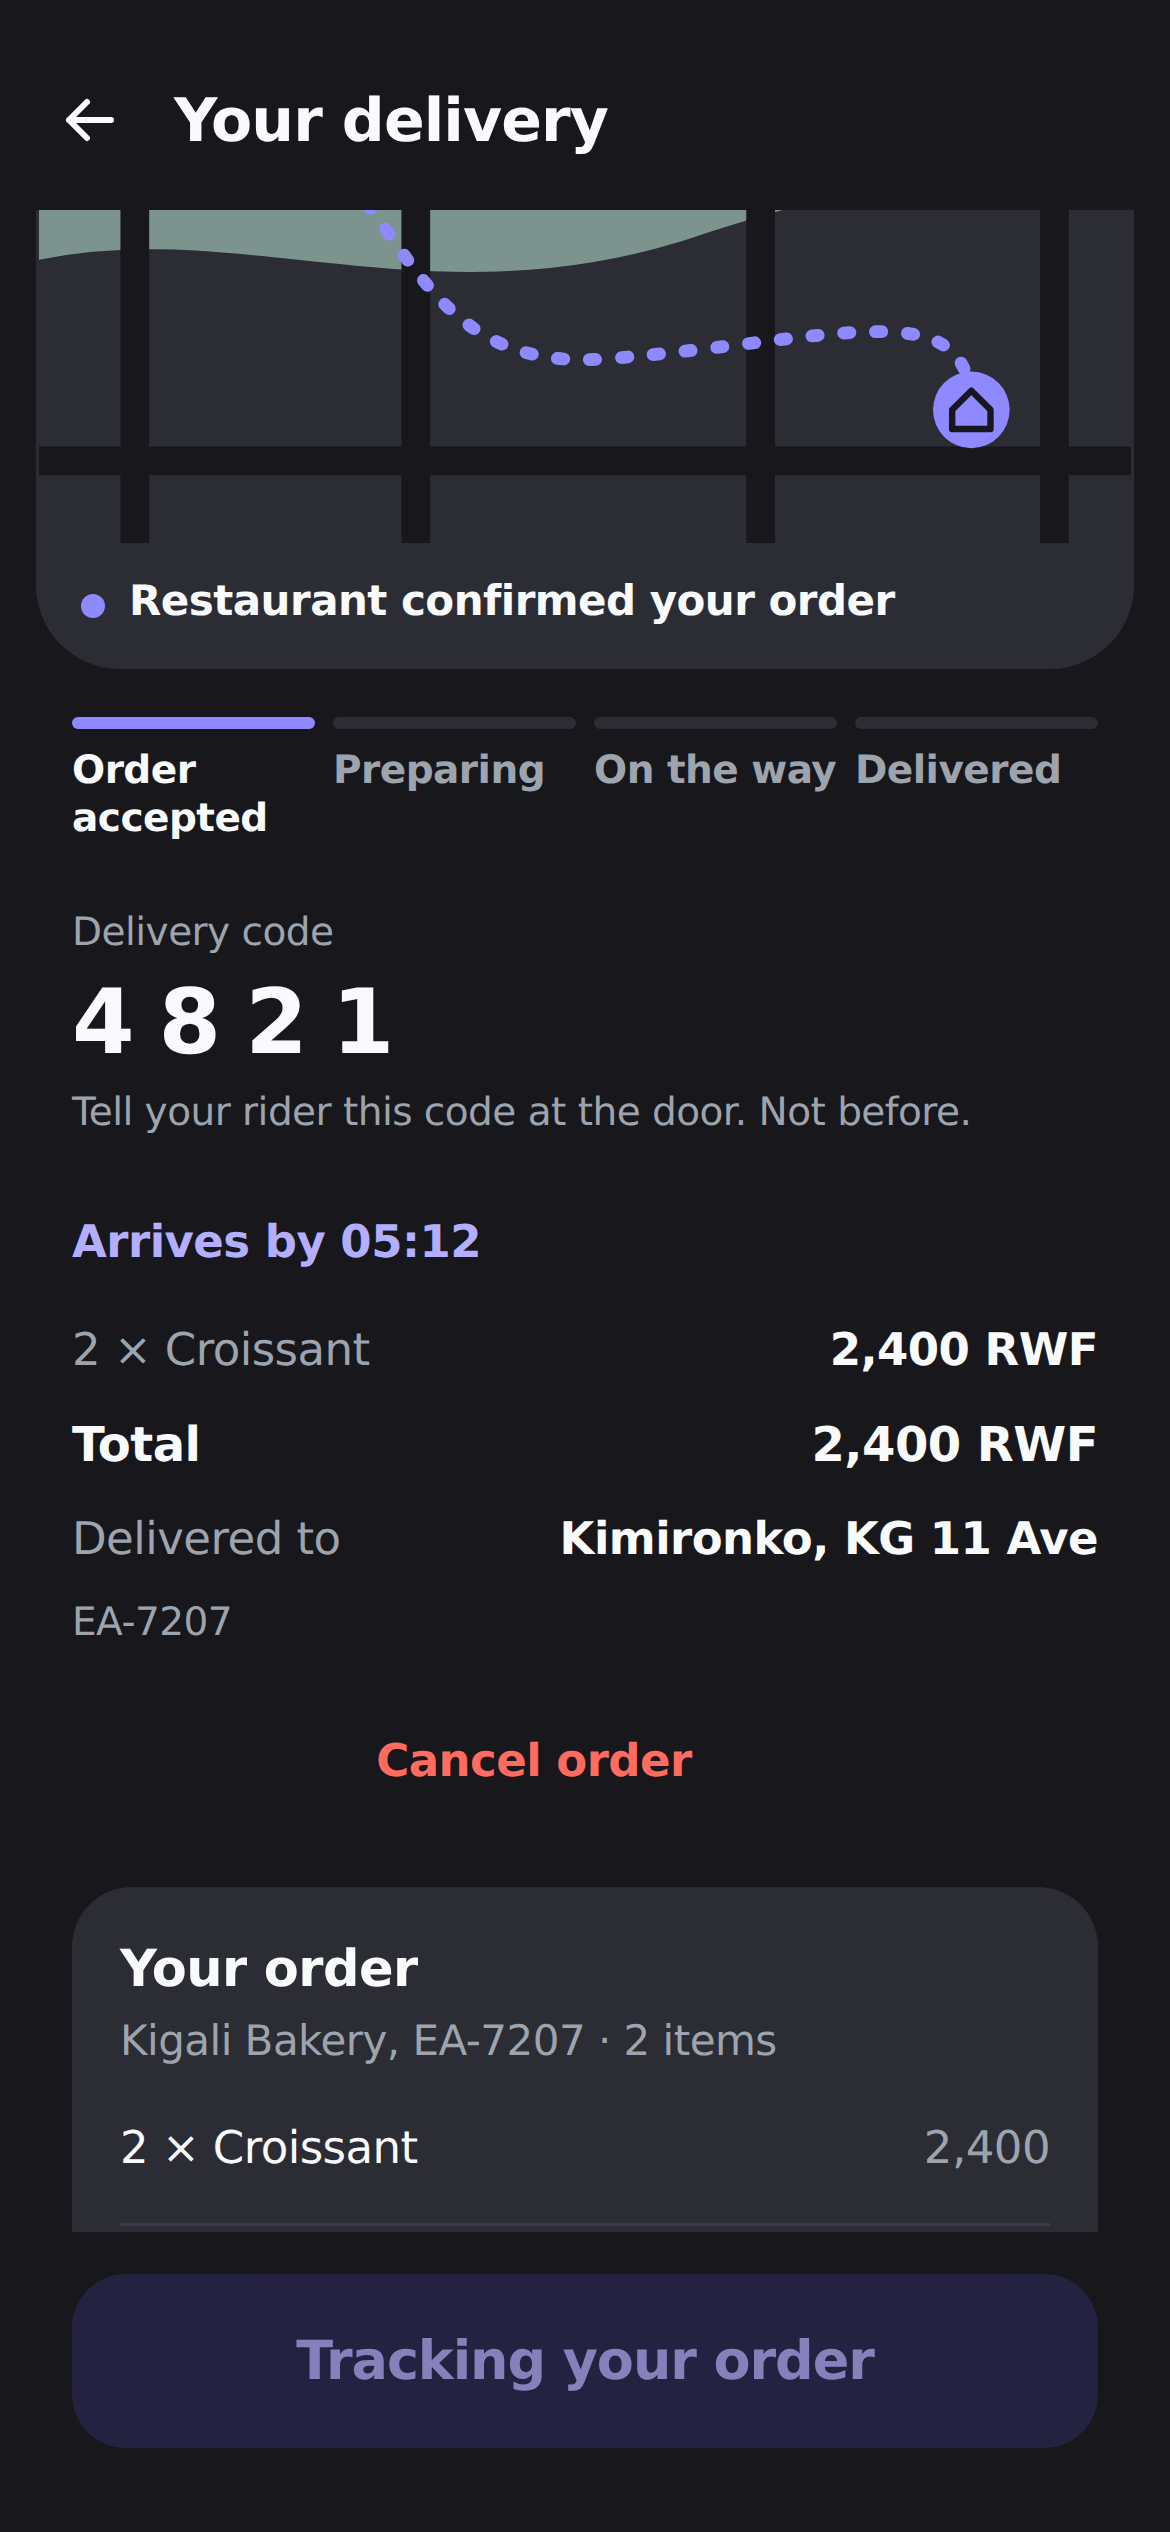 Your delivery
Restaurant confirmed your order
Order accepted
Preparing
On the way
Delivered
Delivery code
4 8 2 1
Tell your rider this code at the door. Not before.
Arrives by 05:12
2 × Croissant 2,400 RWF
Total 2,400 RWF
Delivered to Kimironko, KG 11 Ave
EA-7207
Cancel order
Your order
Kigali Bakery, EA-7207 · 2 items
2 × Croissant 2,400
Tracking your order